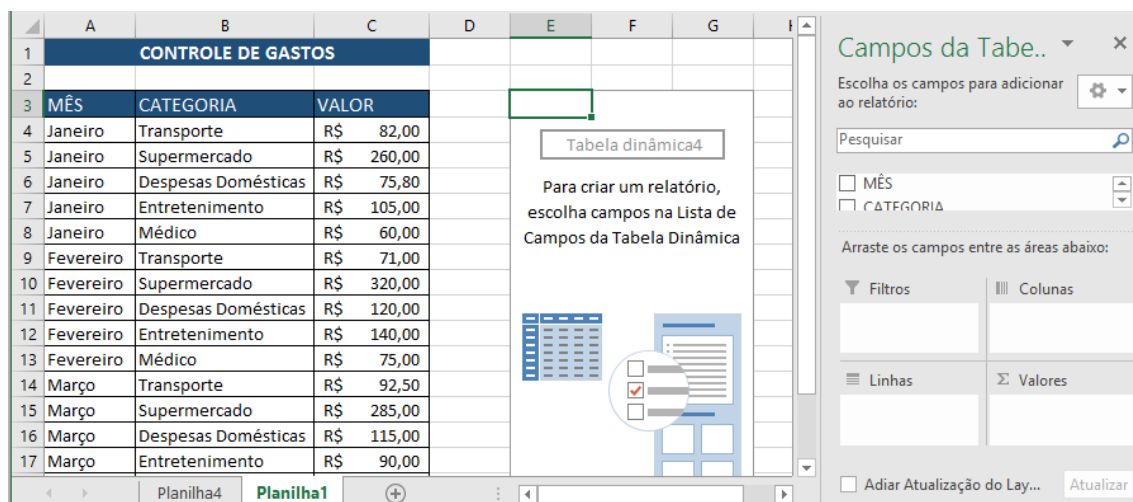 A B C D E F G
1 CONTROLE DE GASTOS
2
3 MÊS CATEGORIA VALOR
4 Janeiro Transporte R$ 82,00
5 Janeiro Supermercado R$ 260,00
6 Janeiro Despesas Domésticas R$ 75,80
7 Janeiro Entretenimento R$ 105,00
8 Janeiro Médico R$ 60,00
9 Fevereiro Transporte R$ 71,00
10 Fevereiro Supermercado R$ 320,00
11 Fevereiro Despesas Domésticas R$ 120,00
12 Fevereiro Entretenimento R$ 140,00
13 Fevereiro Médico R$ 75,00
14 Março Transporte R$ 92,50
15 Março Supermercado R$ 285,00
16 Março Despesas Domésticas R$ 115,00
17 Março Entretenimento R$ 90,00
Tabela dinâmica4
Para criar um relatório,
escolha campos na Lista de
Campos da Tabela Dinâmica
Planilha4 Planilha1
Campos da Tabe..
Escolha os campos para adicionar
ao relatório:
Pesquisar
MÊS
CATEGORIA
Arraste os campos entre as áreas abaixo:
Filtros Colunas
Linhas Σ Valores
Adiar Atualização do Lay... Atualizar